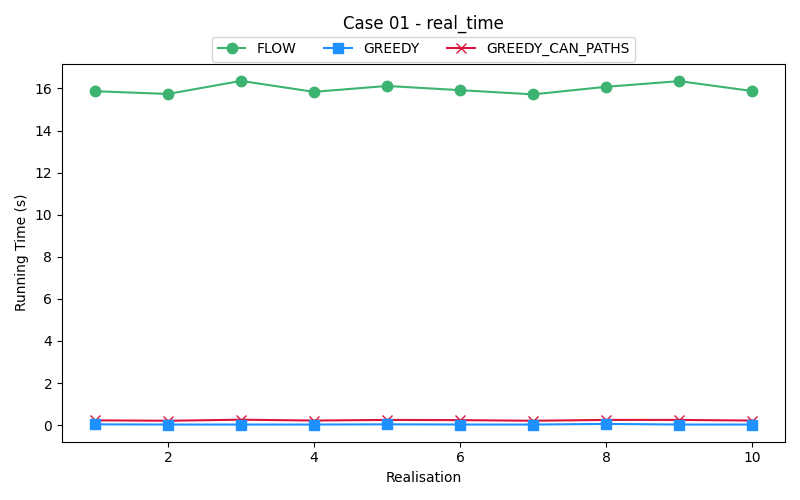 Case 01 - real_time
FLOW GREEDY GREEDY_CAN_PATHS
16
14
12
10
8
6
4
2
0
Running Time (s)
2 4 6 8 10
Realisation